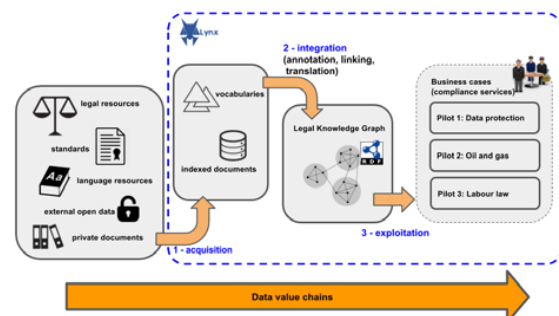 Lynx
legal resources
standards
language resources
Aa
external open data
private documents
1 - acquisition
vocabularies
indexed documents
2 - integration
(annotation, linking,
translation)
Legal Knowledge Graph
RDF
3 - exploitation
Business cases
(compliance services)
Pilot 1: Data protection
Pilot 2: Oil and gas
Pilot 3: Labour law
Data value chains